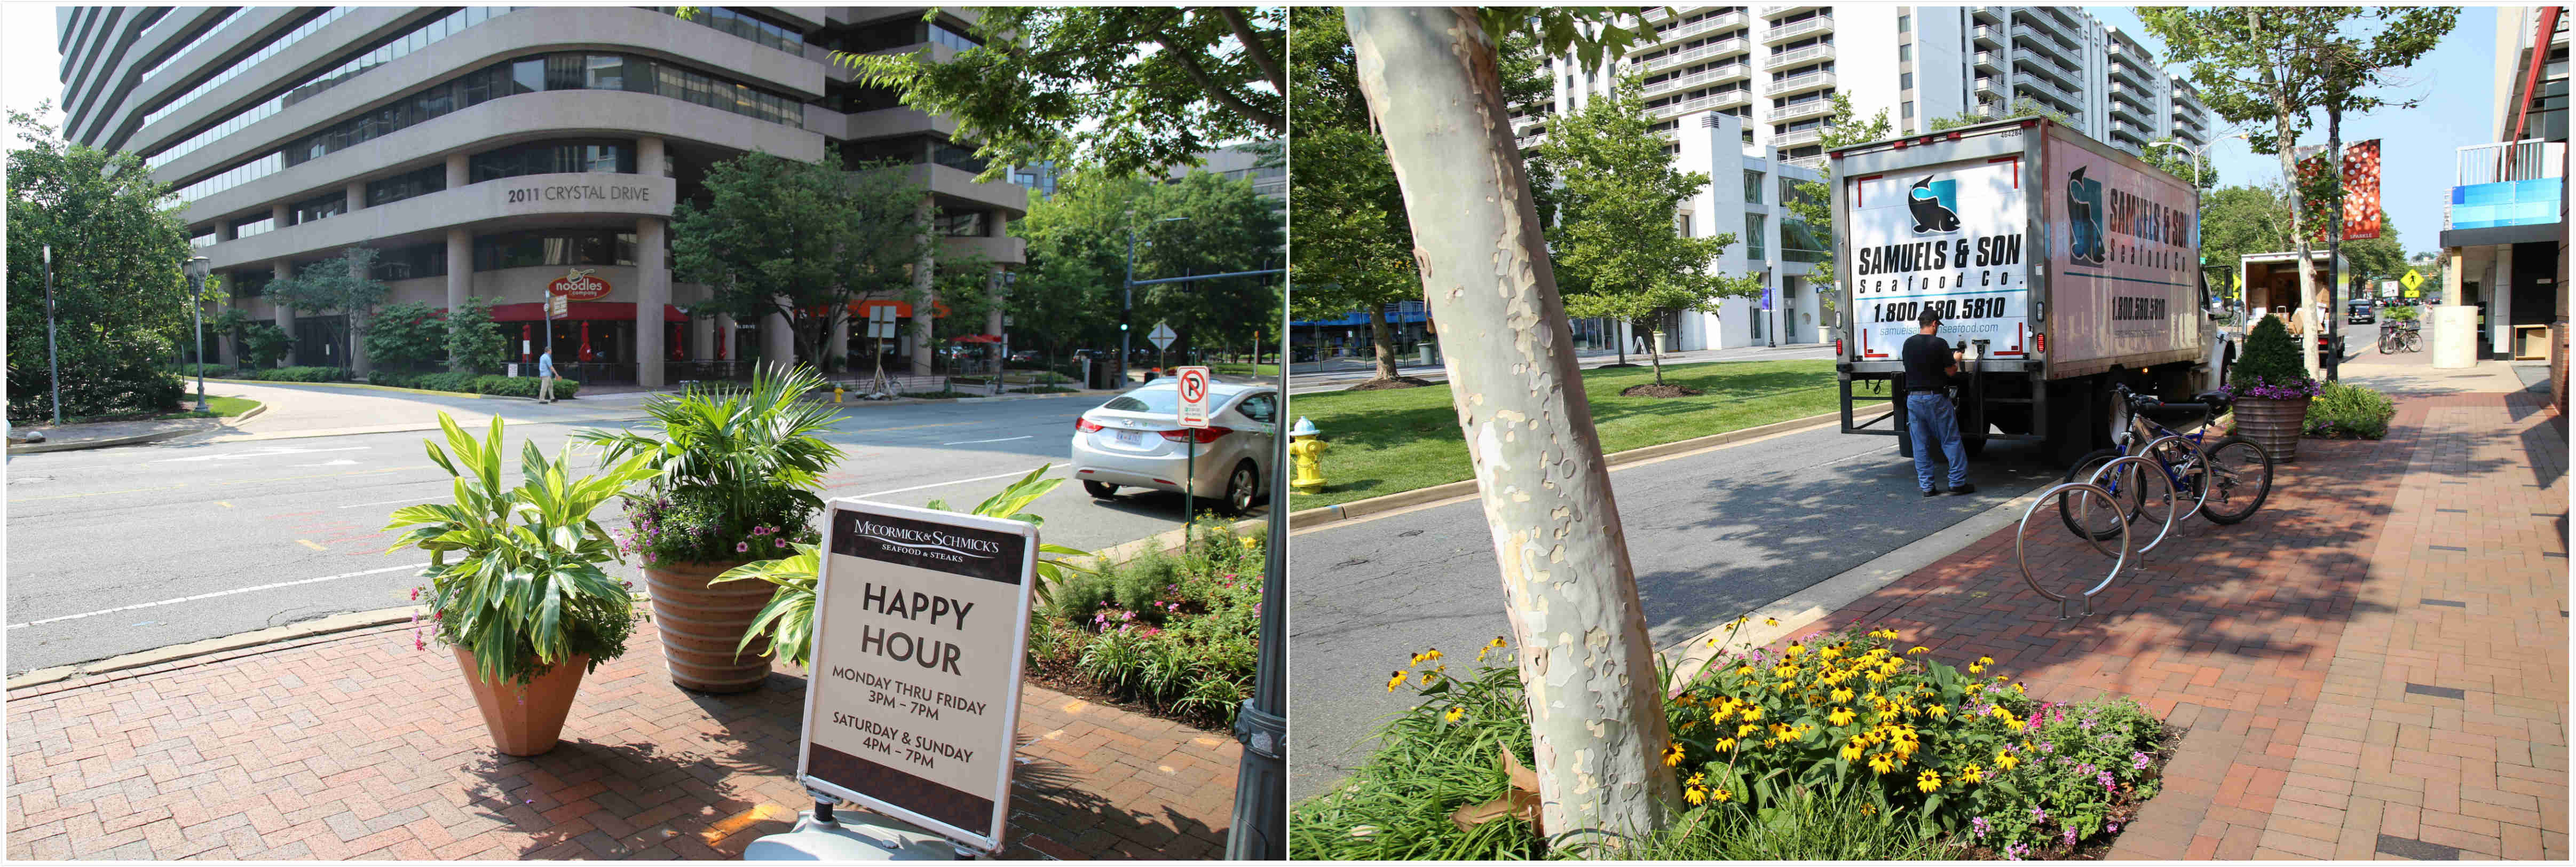 2011 CRYSTAL DRIVE
noodles
& company
McCORMICK & SCHMICK'S
SEAFOOD & STEAKS
HAPPY
HOUR
MONDAY THRU FRIDAY
3PM – 7PM
SATURDAY & SUNDAY
4PM – 7PM
SAMUELS & SON
Seafood Co.
1.800.580.5810
SAMUELS & SON
Seafood Co.
1.800.580.5810
SPARKLE